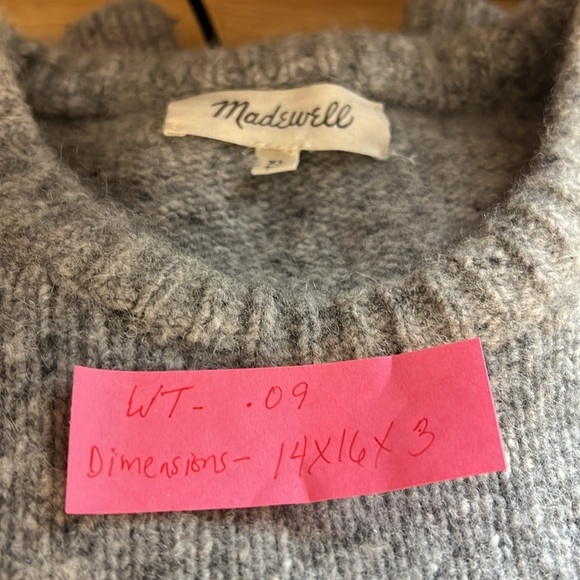 Madewell
WT- .09
Dimensions- 14X16X3